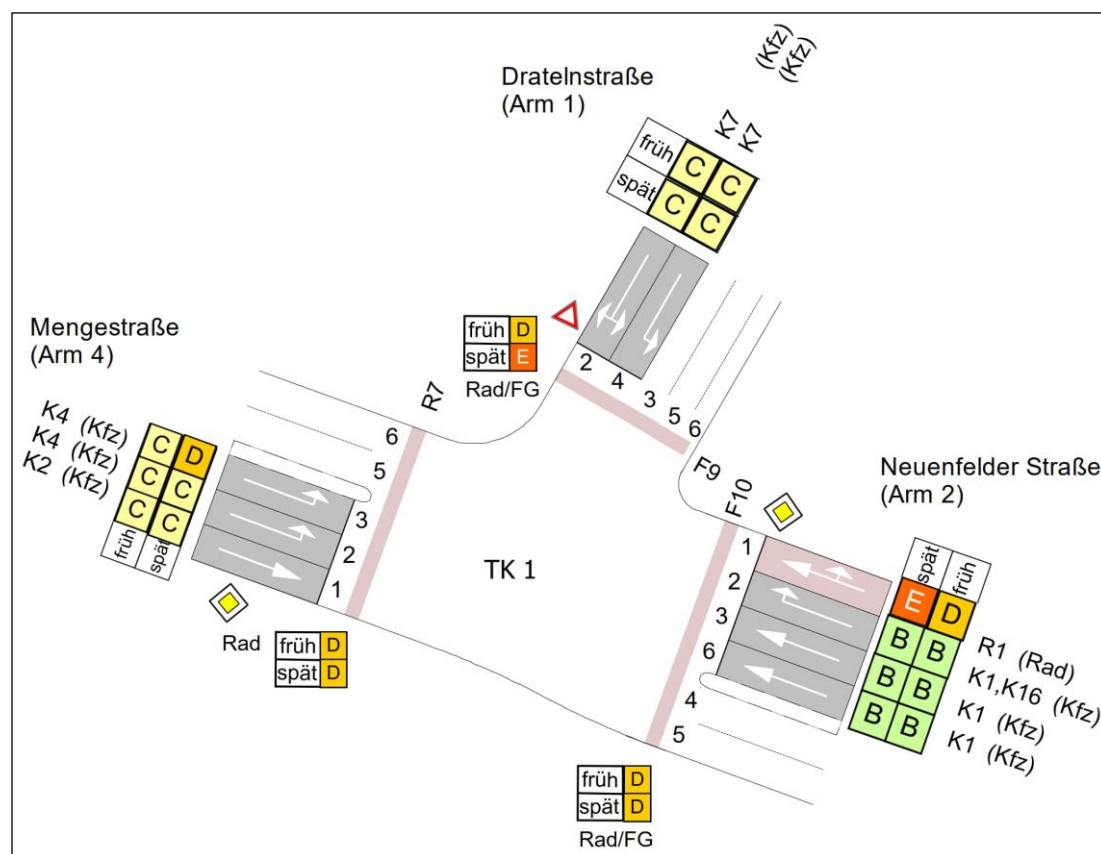 (Kfz)
(Kfz)
Dratelnstraße
(Arm 1)
K7
K7
früh C C
spät C C
Mengestraße
(Arm 4)
früh D
spät E
Rad/FG
R7
2 4 3 5 6
F9
F10
K4 (Kfz)
K4 (Kfz)
K2 (Kfz)
C D
C C
C C
früh spät
6
5
3
2
1
TK 1
Neuenfelder Straße
(Arm 2)
spät früh
E D
B B
B B
B B
R1 (Rad)
K1,K16 (Kfz)
K1 (Kfz)
K1 (Kfz)
1
2
3
6
4
5
Rad
früh D
spät D
früh D
spät D
Rad/FG